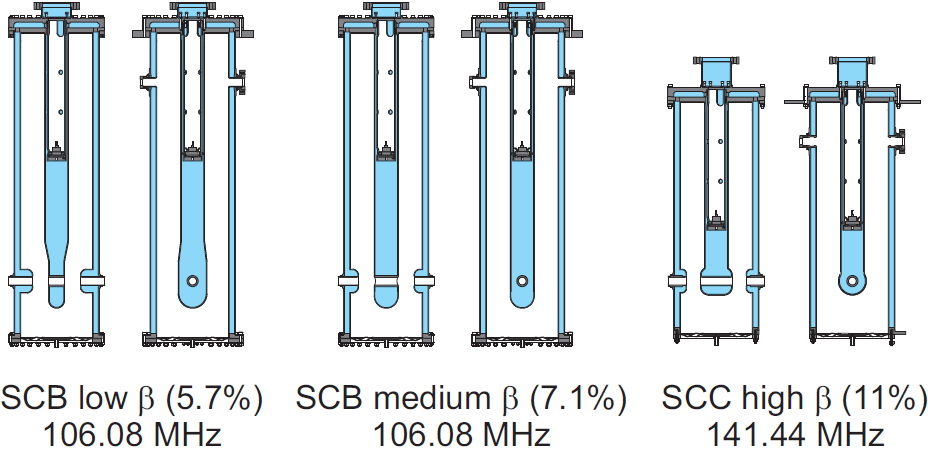 SCB low β (5.7%)
106.08 MHz
SCB medium β (7.1%)
106.08 MHz
SCC high β (11%)
141.44 MHz